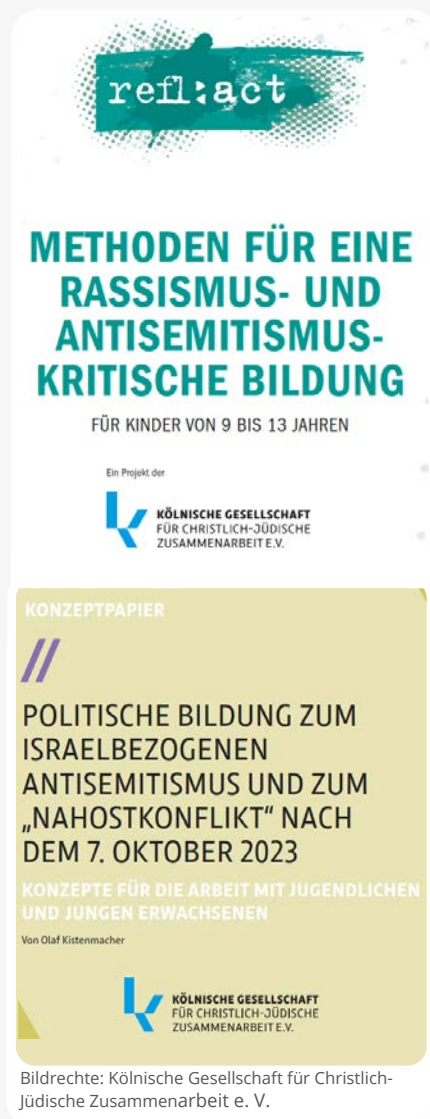 refl:act
METHODEN FÜR EINE
RASSISMUS- UND
ANTISEMITISMUS-
KRITISCHE BILDUNG
FÜR KINDER VON 9 BIS 13 JAHREN
Ein Projekt der
KÖLNISCHE GESELLSCHAFT
FÜR CHRISTLICH-JÜDISCHE
ZUSAMMENARBEIT E.V.
KONZEPTPAPIER
//
POLITISCHE BILDUNG ZUM
ISRAELBEZOGENEN
ANTISEMITISMUS UND ZUM
„NAHOSTKONFLIKT“ NACH
DEM 7. OKTOBER 2023
KONZEPTE FÜR DIE ARBEIT MIT JUGENDLICHEN
UND JUNGEN ERWACHSENEN
Von Olaf Kistenmacher
KÖLNISCHE GESELLSCHAFT
FÜR CHRISTLICH-JÜDISCHE
ZUSAMMENARBEIT E.V.
Bildrechte: Kölnische Gesellschaft für Christlich-
Jüdische Zusammenarbeit e. V.